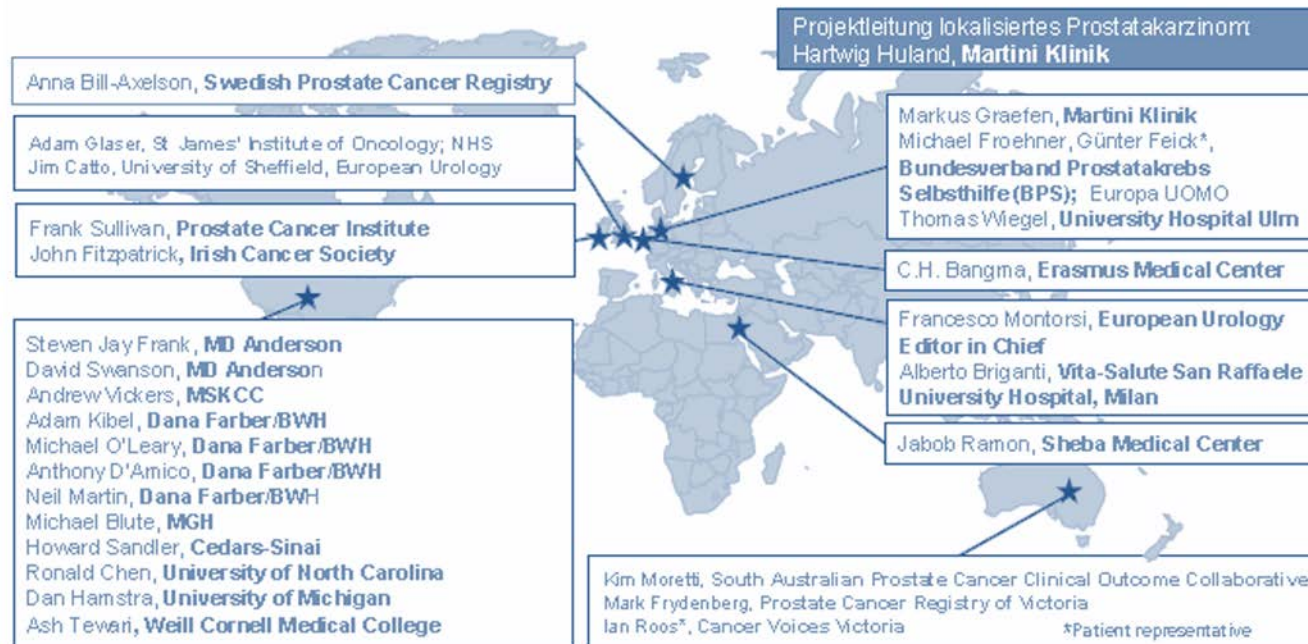 Projektleitung lokalisiertes Prostatakarzinom:
Hartwig Huland, Martini Klinik
Anna Bill-Axelson, Swedish Prostate Cancer Registry
Adam Glaser, St James' Institute of Oncology; NHS
Jim Catto, University of Sheffield, European Urology
Frank Sullivan, Prostate Cancer Institute
John Fitzpatrick, Irish Cancer Society
Steven Jay Frank, MD Anderson
David Swanson, MD Anderson
Andrew Vickers, MSKCC
Adam Kibel, Dana Farber/BWH
Michael O'Leary, Dana Farber/BWH
Anthony D'Amico, Dana Farber/BWH
Neil Martin, Dana Farber/BWH
Michael Blute, MGH
Howard Sandler, Cedars-Sinai
Ronald Chen, University of North Carolina
Dan Hamstra, University of Michigan
Ash Tewari, Weill Cornell Medical College
Markus Graefen, Martini Klinik
Michael Froehner, Günter Feick*,
Bundesverband Prostatakrebs
Selbsthilfe (BPS); Europa UOMO
Thomas Wiegel, University Hospital Ulm
C.H. Bangma, Erasmus Medical Center
Francesco Montorsi, European Urology
Editor in Chief
Alberto Briganti, Vita-Salute San Raffaele
University Hospital, Milan
Jabob Ramon, Sheba Medical Center
Kim Moretti, South Australian Prostate Cancer Clinical Outcome Collaborative
Mark Frydenberg, Prostate Cancer Registry of Victoria
Ian Roos*, Cancer Voices Victoria
*Patient representative